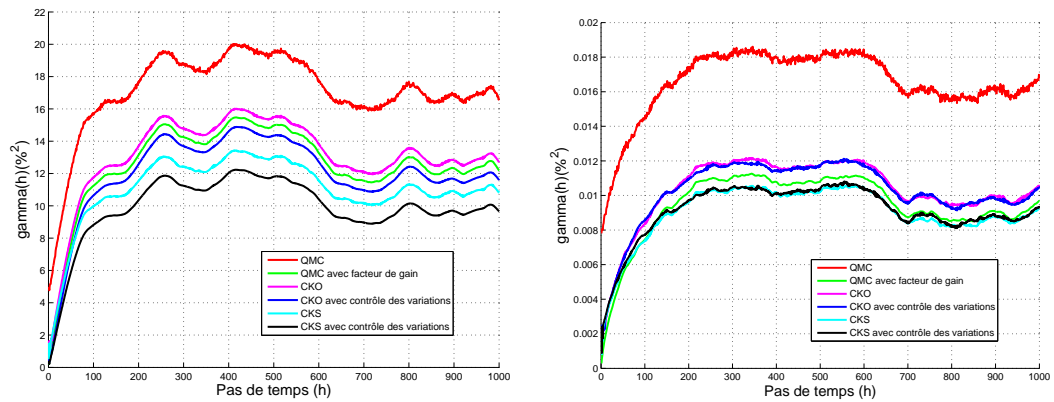 22
20
18
16
14
12
10
8
6
4
2
0
gamma(h)(%^2)
0 100 200 300 400 500 600 700 800 900 1000
Pas de temps (h)
QMC
QMC avec facteur de gain
CKO
CKO avec contrôle des variations
CKS
CKS avec contrôle des variations
0.02
0.018
0.016
0.014
0.012
0.01
0.008
0.006
0.004
0.002
0
gamma(h)(%^2)
0 100 200 300 400 500 600 700 800 900 1000
Pas de temps (h)
QMC
QMC avec facteur de gain
CKO
CKO avec contrôle des variations
CKS
CKS avec contrôle des variations